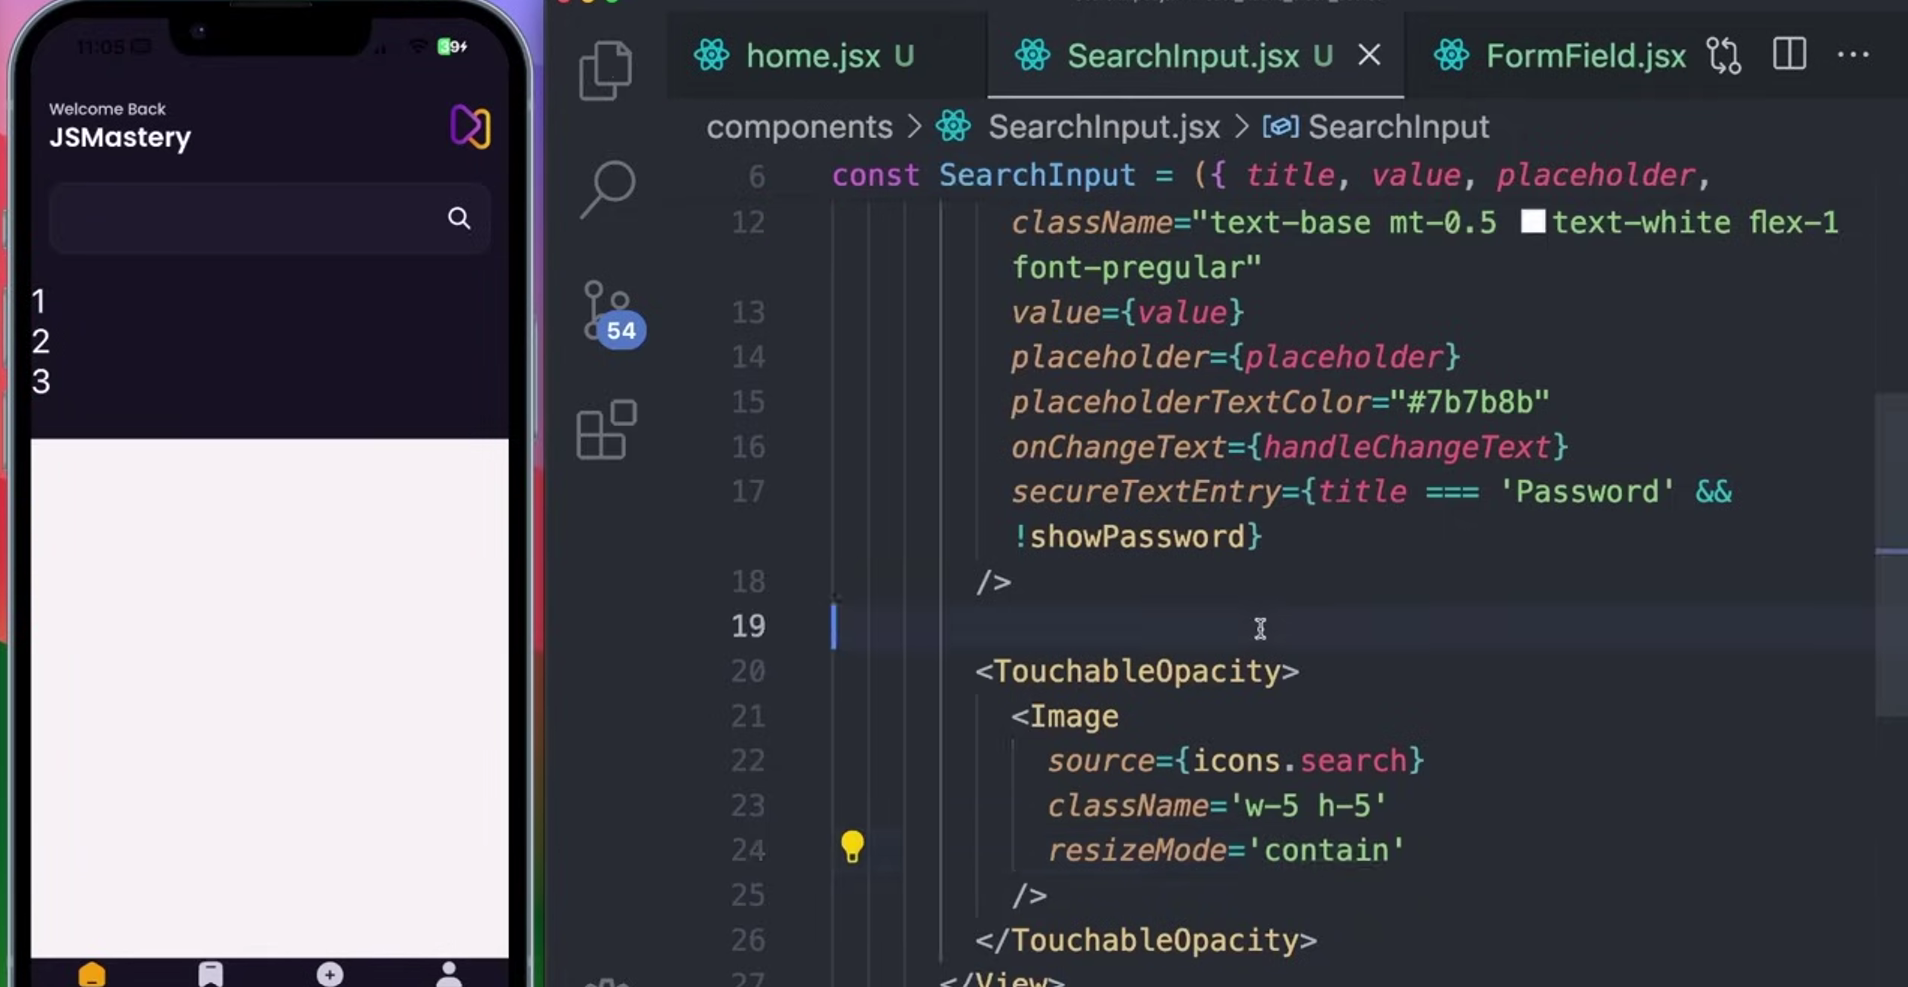 11:05
39
Welcome Back
JSMastery
1
2
3
54
home.jsx U
SearchInput.jsx U
FormField.jsx
components > SearchInput.jsx > SearchInput
6 const SearchInput = ({ title, value, placeholder,
12 className="text-base mt-0.5 text-white flex-1
font-pregular"
13 value={value}
14 placeholder={placeholder}
15 placeholderTextColor="#7b7b8b"
16 onChangeText={handleChangeText}
17 secureTextEntry={title === 'Password' &&
!showPassword}
18 />
19
20 <TouchableOpacity>
21 <Image
22 source={icons.search}
23 className='w-5 h-5'
24 resizeMode='contain'
25 />
26 </TouchableOpacity>
27 </View>